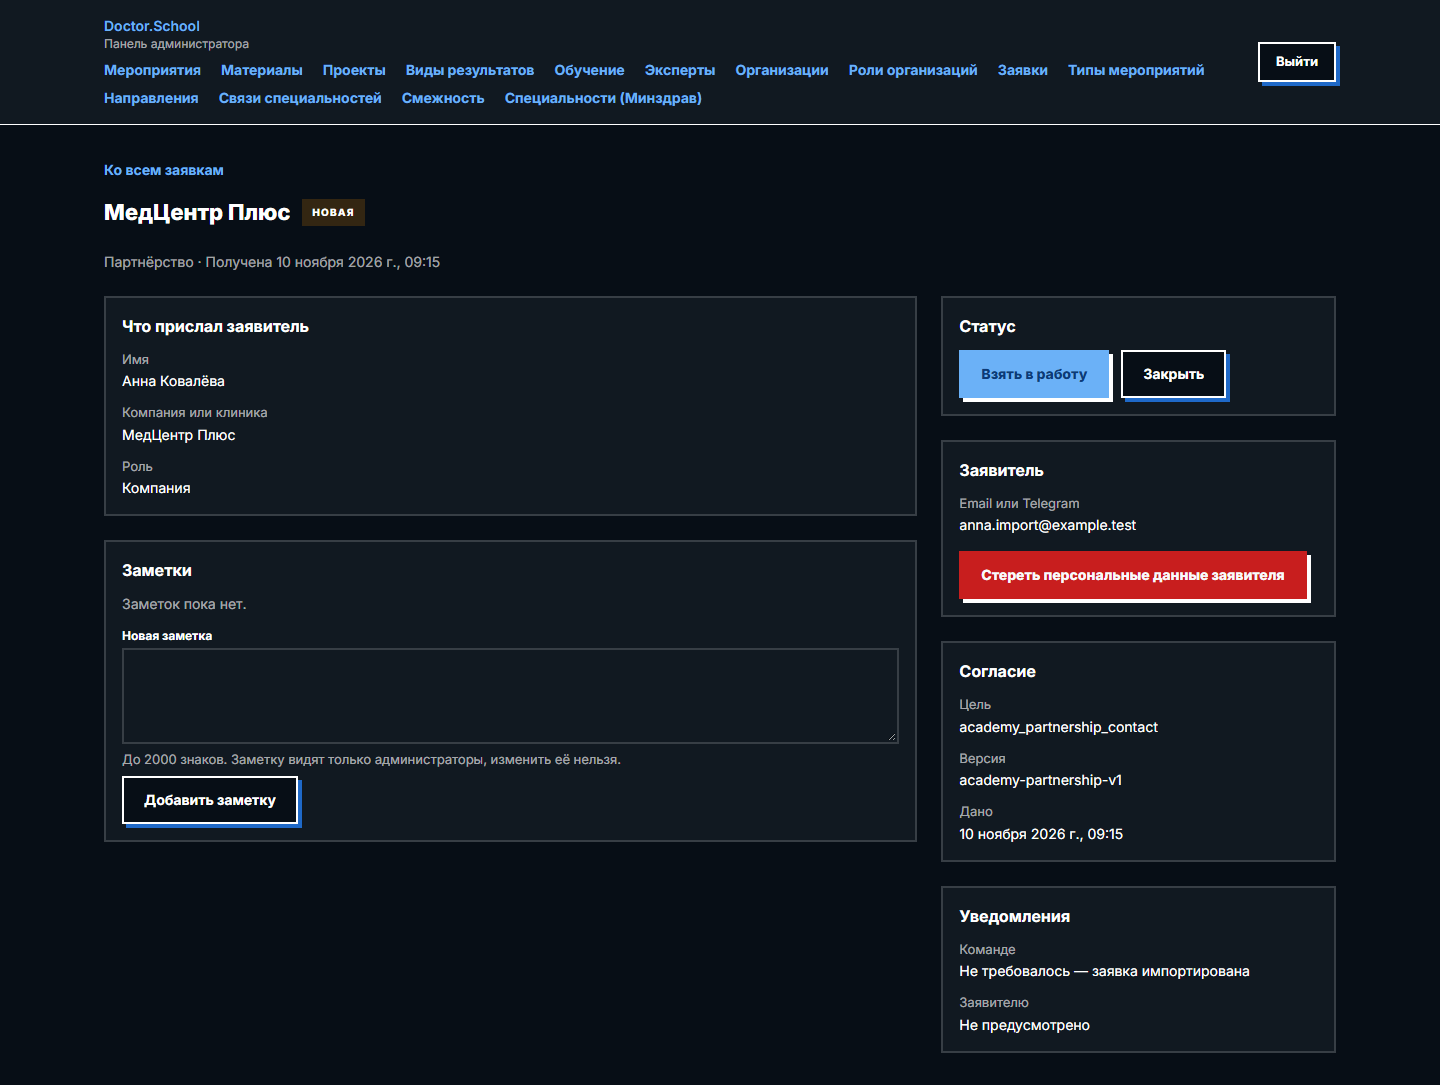 Doctor.School
Панель администратора
Мероприятия Материалы Проекты Виды результатов Обучение Эксперты Организации Роли организаций Заявки Типы мероприятий
Направления Связи специальностей Смежность Специальности (Минздрав)
Выйти
Ко всем заявкам
МедЦентр Плюс НОВАЯ
Партнёрство · Получена 10 ноября 2026 г., 09:15
Что прислал заявитель
Имя
Анна Ковалёва
Компания или клиника
МедЦентр Плюс
Роль
Компания
Заметки
Заметок пока нет.
Новая заметка
До 2000 знаков. Заметку видят только администраторы, изменить её нельзя.
Добавить заметку
Статус
Взять в работу Закрыть
Заявитель
Email или Telegram
anna.import@example.test
Стереть персональные данные заявителя
Согласие
Цель
academy_partnership_contact
Версия
academy-partnership-v1
Дано
10 ноября 2026 г., 09:15
Уведомления
Команде
Не требовалось — заявка импортирована
Заявителю
Не предусмотрено